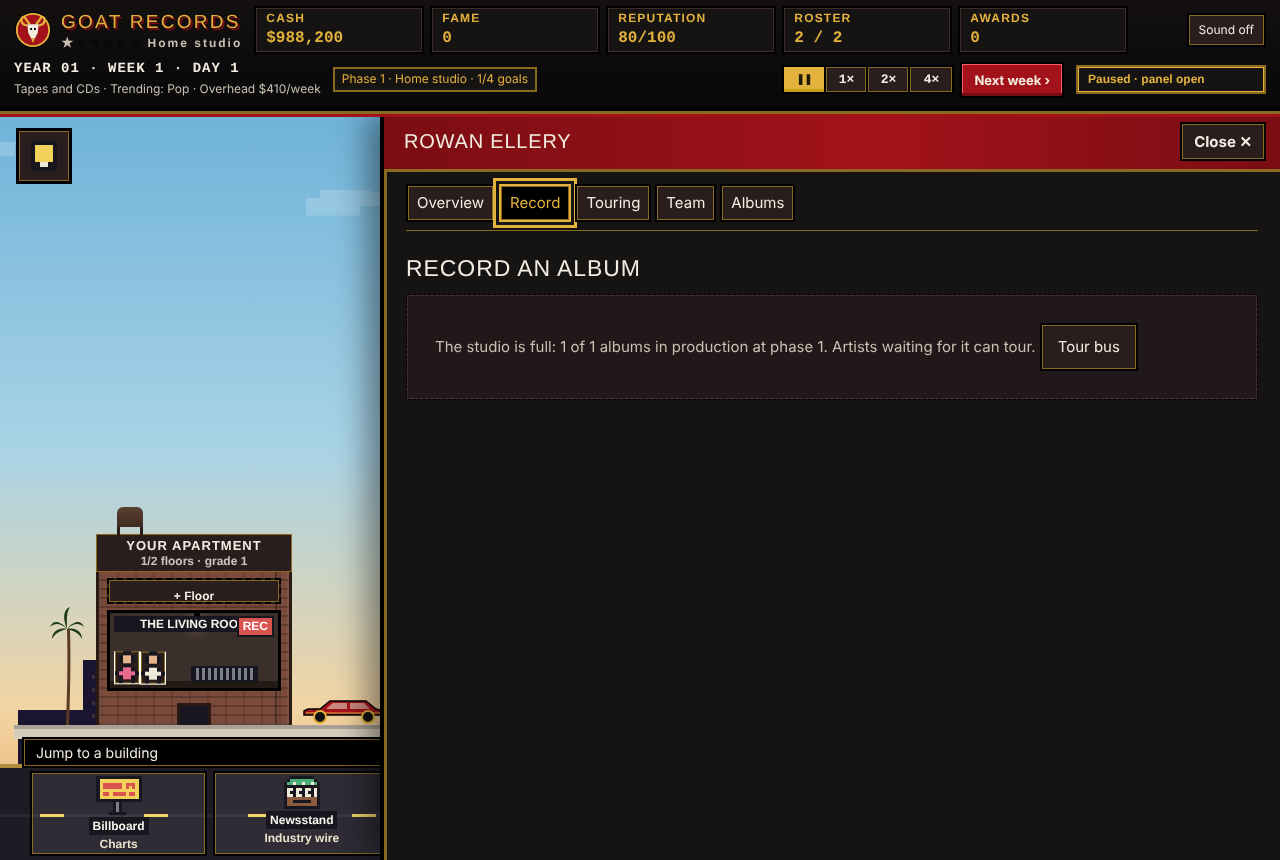 GOAT RECORDS
★★★★★★ Home studio
CASH
$988,200
FAME
0
REPUTATION
80/100
ROSTER
2 / 2
AWARDS
0
Sound off
YEAR 01 · WEEK 1 · DAY 1
Tapes and CDs · Trending: Pop · Overhead $410/week
Phase 1 · Home studio · 1/4 goals
❚❚ 1× 2× 4×
Next week ›
Paused · panel open
ROWAN ELLERY
Close ✕
Overview Record Touring Team Albums
RECORD AN ALBUM
The studio is full: 1 of 1 albums in production at phase 1. Artists waiting for it can tour. Tour bus
YOUR APARTMENT
1/2 floors · grade 1
+ Floor
THE LIVING ROO
REC
Jump to a building
Billboard
Charts
Newsstand
Industry wire